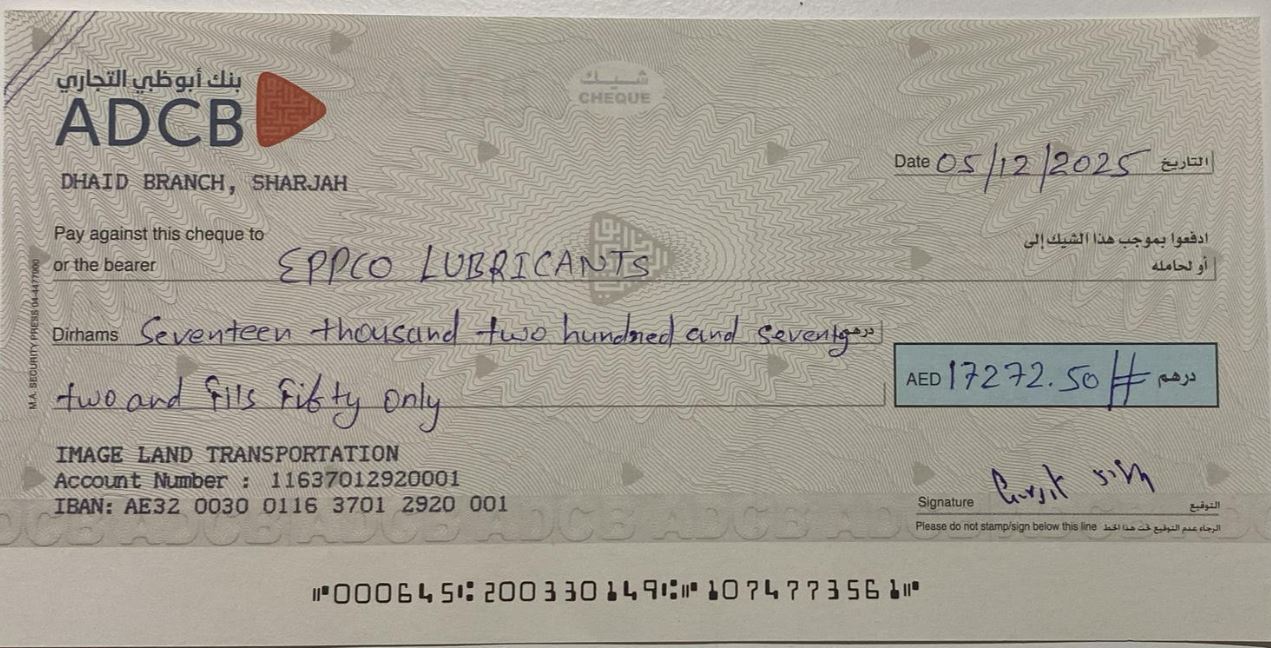 بنك أبوظبي التجاري
ADCB
DHAID BRANCH, SHARJAH
شيك
CHEQUE
Date 05/12/2025 التاريخ
Pay against this cheque to ادفعوا بموجب هذا الشيك إلى
or the bearer EPPCO LUBRICANTS أو لحامله
Dirhams Seventeen thousand two hundred and seventy درهم
two and fils fifty only
AED 17272.50 # درهم
IMAGE LAND TRANSPORTATION
Account Number : 11637012920001
IBAN: AE32 0030 0116 3701 2920 001
Signature التوقيع
Please do not stamp/sign below this line الرجاء عدم التوقيع تحت هذا الخط
M.A. SECURITY PRESS
⑈000645⑆200330149⑆⑈1074773561⑈